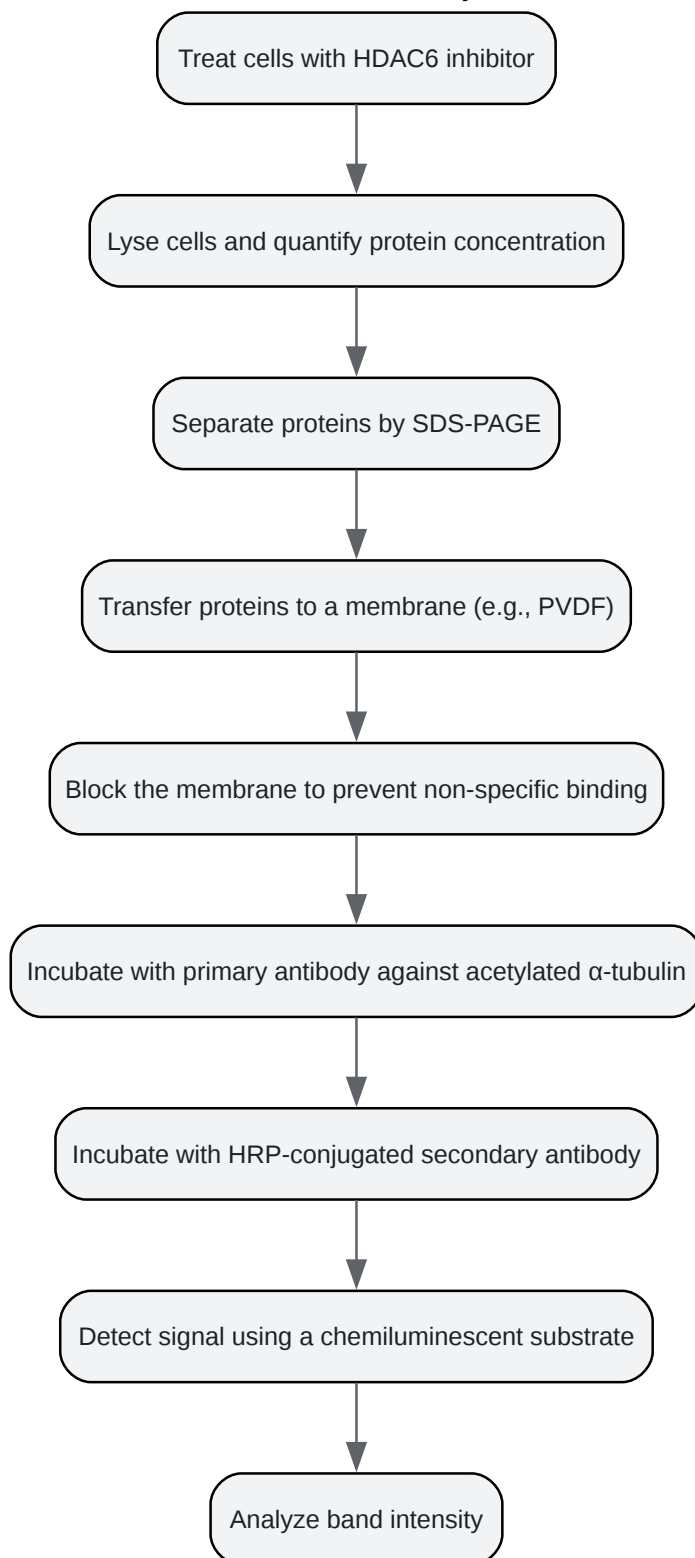 Treat cells with HDAC6 inhibitor
Lyse cells and quantify protein concentration
Separate proteins by SDS-PAGE
Transfer proteins to a membrane (e.g., PVDF)
Block the membrane to prevent non-specific binding
Incubate with primary antibody against acetylated α-tubulin
Incubate with HRP-conjugated secondary antibody
Detect signal using a chemiluminescent substrate
Analyze band intensity